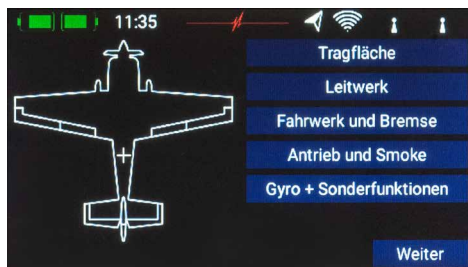 11:35
Tragfläche
Leitwerk
Fahrwerk und Bremse
Antrieb und Smoke
Gyro + Sonderfunktionen
Weiter